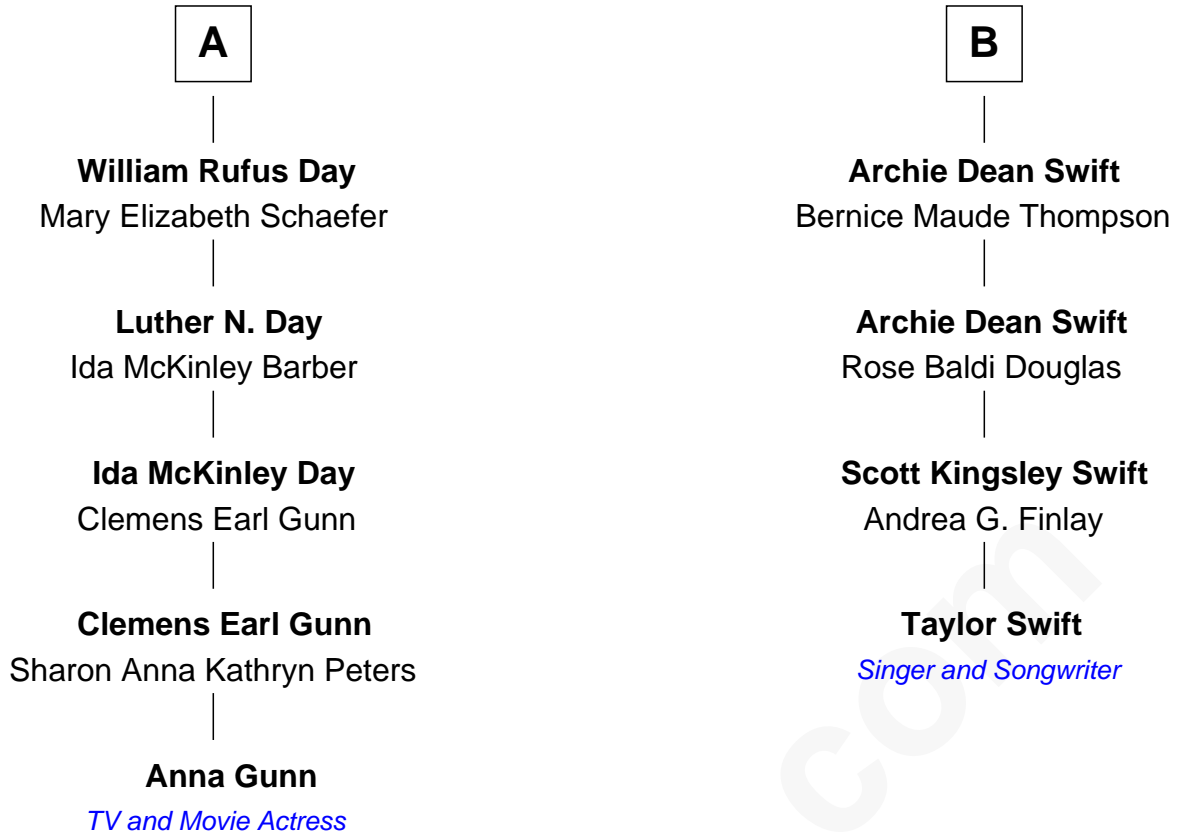 A
William Rufus Day
Mary Elizabeth Schaefer
Luther N. Day
Ida McKinley Barber
Ida McKinley Day
Clemens Earl Gunn
Clemens Earl Gunn
Sharon Anna Kathryn Peters
Anna Gunn
TV and Movie Actress
B
Archie Dean Swift
Bernice Maude Thompson
Archie Dean Swift
Rose Baldi Douglas
Scott Kingsley Swift
Andrea G. Finlay
Taylor Swift
Singer and Songwriter
com